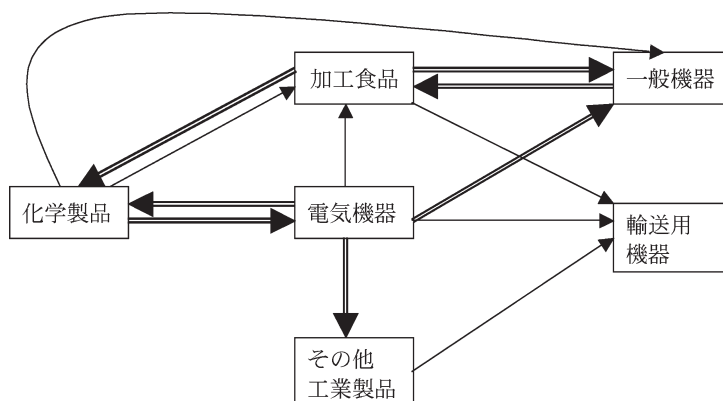 加工食品
一般機器
化学製品
電気機器
輸送用
機器
その他
工業製品